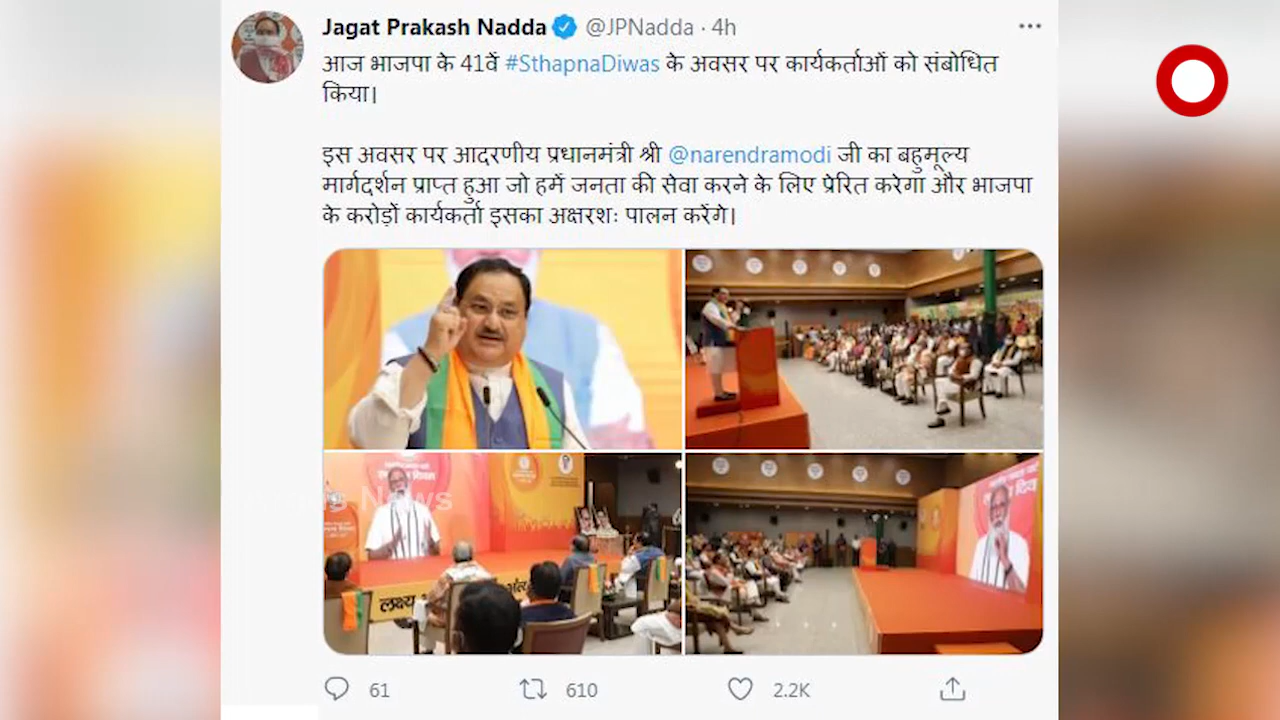 Jagat Prakash Nadda @JPNadda · 4h
आज भाजपा के 41वें #SthapnaDiwas के अवसर पर कार्यकर्ताओं को संबोधित
किया।
इस अवसर पर आदरणीय प्रधानमंत्री श्री @narendramodi जी का बहुमूल्य
मार्गदर्शन प्राप्त हुआ जो हमें जनता की सेवा करने के लिए प्रेरित करेगा और भाजपा
के करोड़ों कार्यकर्ता इसका अक्षरशः पालन करेंगे।
News
लक्ष्य
61 610 2.2K